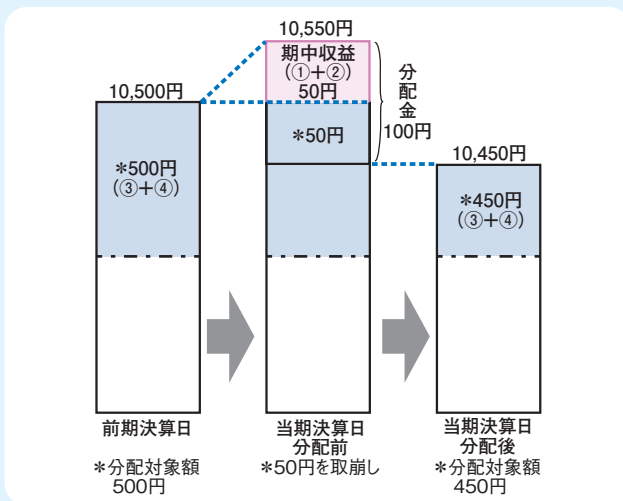 10,550円
期中収益
(①+②)
50円
分配金
100円
10,500円
*500円
(③+④)
*50円
10,450円
*450円
(③+④)
前期決算日
*分配対象額
500円
当期決算日
分配前
*50円を取崩し
当期決算日
分配後
*分配対象額
450円